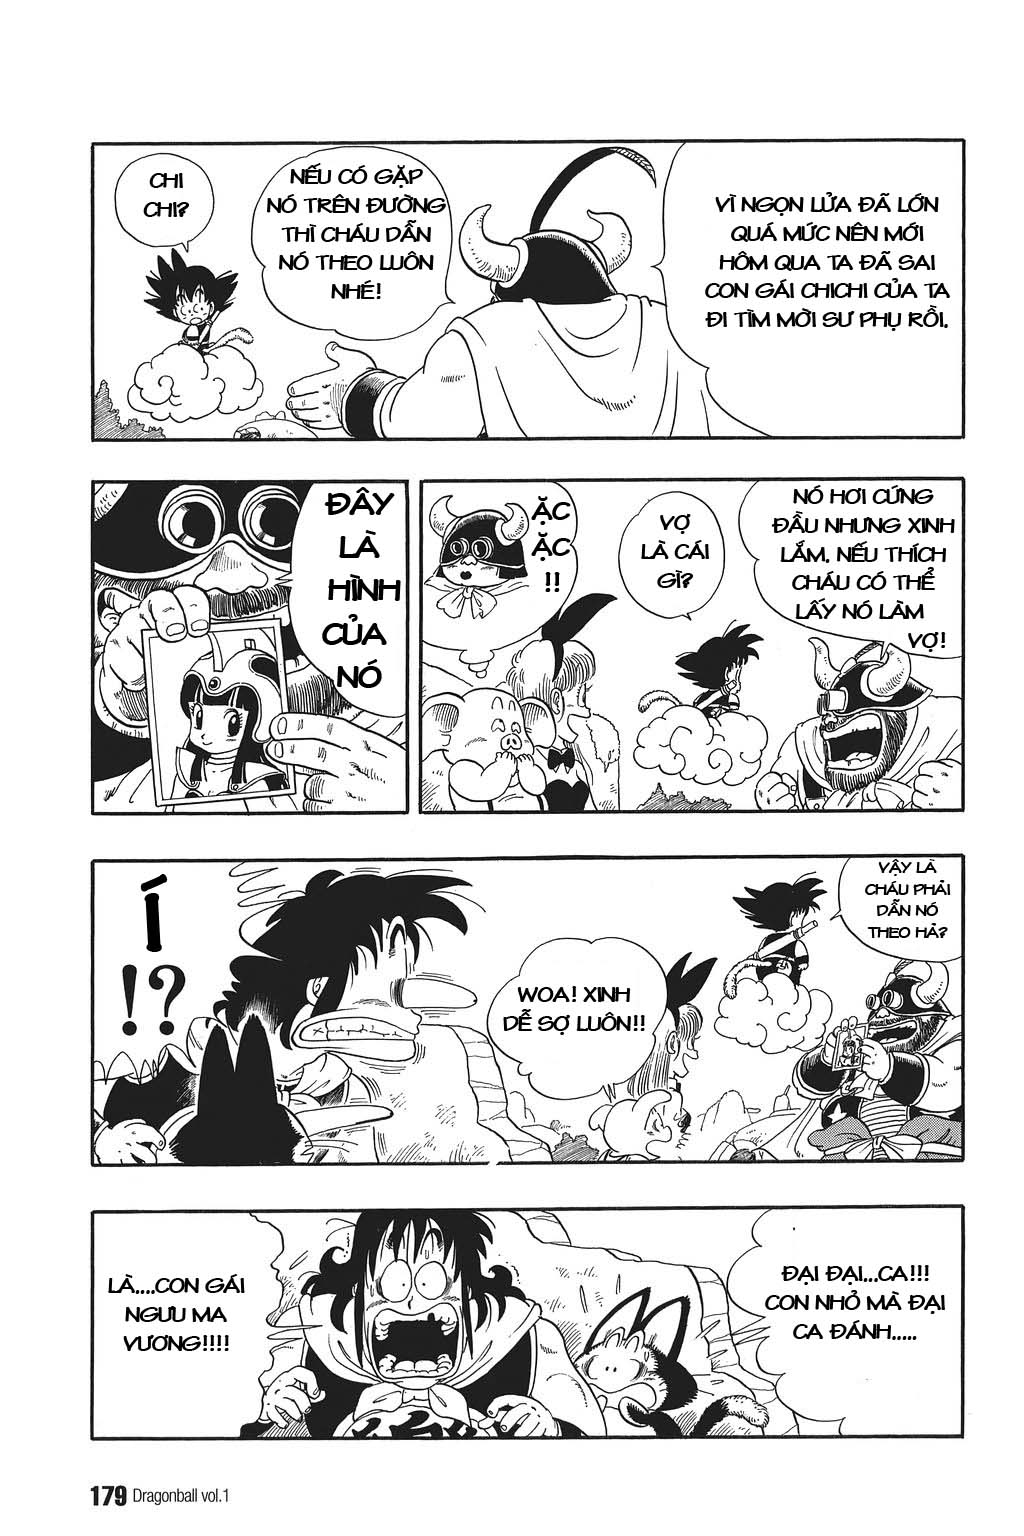 VÌ NGỌN LỬA ĐÃ LỚN
QUÁ MỨC NÊN MỚI
HÔM QUA TA ĐÃ SAI
CON GÁI CHICHI CỦA TA
ĐI TÌM MỜI SƯ PHỤ RỒI.
NẾU CÓ GẶP
NÓ TRÊN ĐƯỜNG
THÌ CHÁU DẪN
NÓ THEO LUÔN
NHÉ!
CHI
CHI?
NÓ HƠI CỨNG
ĐẦU NHƯNG XINH
LẮM. NẾU THÍCH
CHÁU CÓ THỂ
LẤY NÓ LÀM
VỢ!
VỢ
LÀ CÁI
GÌ?
ẶC
ẶC
!!
ĐÂY
LÀ
HÌNH
CỦA
NÓ
VẬY LÀ
CHÁU PHẢI
DẪN NÓ
THEO HẢ?
WOA! XINH
DỄ SỢ LUÔN!!
Í
!?
ĐẠI ĐẠI...CA!!!
CON NHỎ MÀ ĐẠI
CA ĐÁNH.....
LÀ....CON GÁI
NGƯU MA
VƯƠNG!!!!
179 Dragonball vol.1